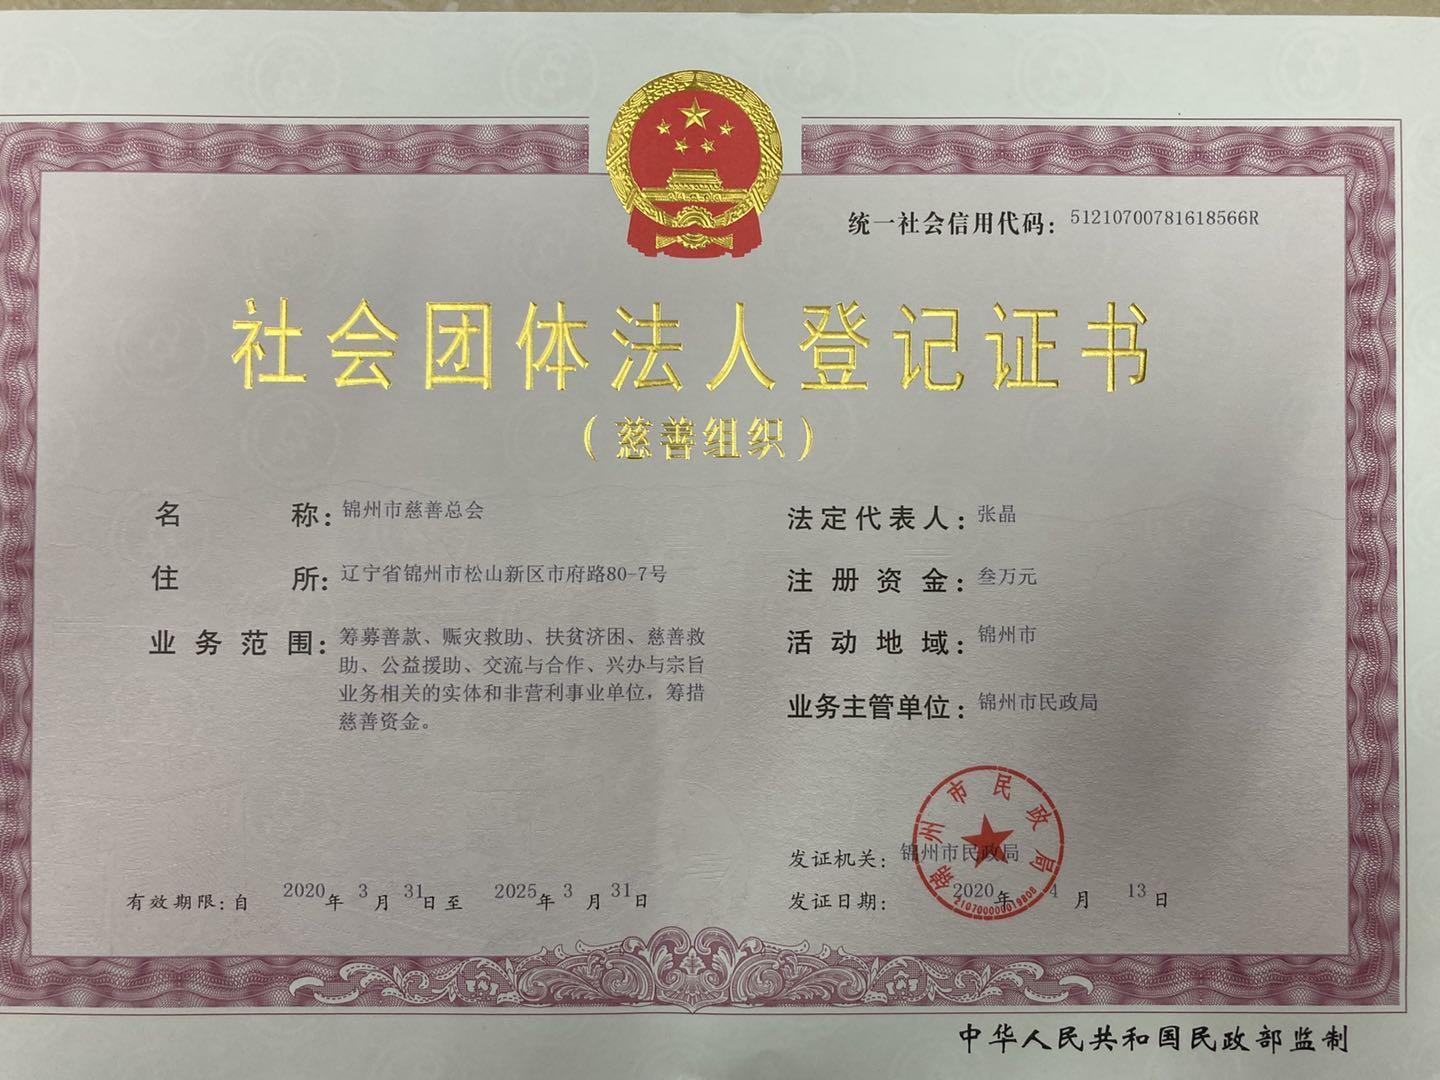 统一社会信用代码：51210700781618566R
社会团体法人登记证书
（慈善组织）
名称：锦州市慈善总会
住所：辽宁省锦州市松山新区市府路80-7号
业务范围：筹募善款、赈灾救助、扶贫济困、慈善救
助、公益援助、交流与合作、兴办与宗旨
业务相关的实体和非营利事业单位，筹措
慈善资金。
法定代表人：张晶
注册资金：叁万元
活动地域：锦州市
业务主管单位：锦州市民政局
发证机关：锦州市民政局
发证日期：2020年4月13日
有效期限：自2020年3月31日至2025年3月31日
锦州市民政局
210700000019808
中华人民共和国民政部监制